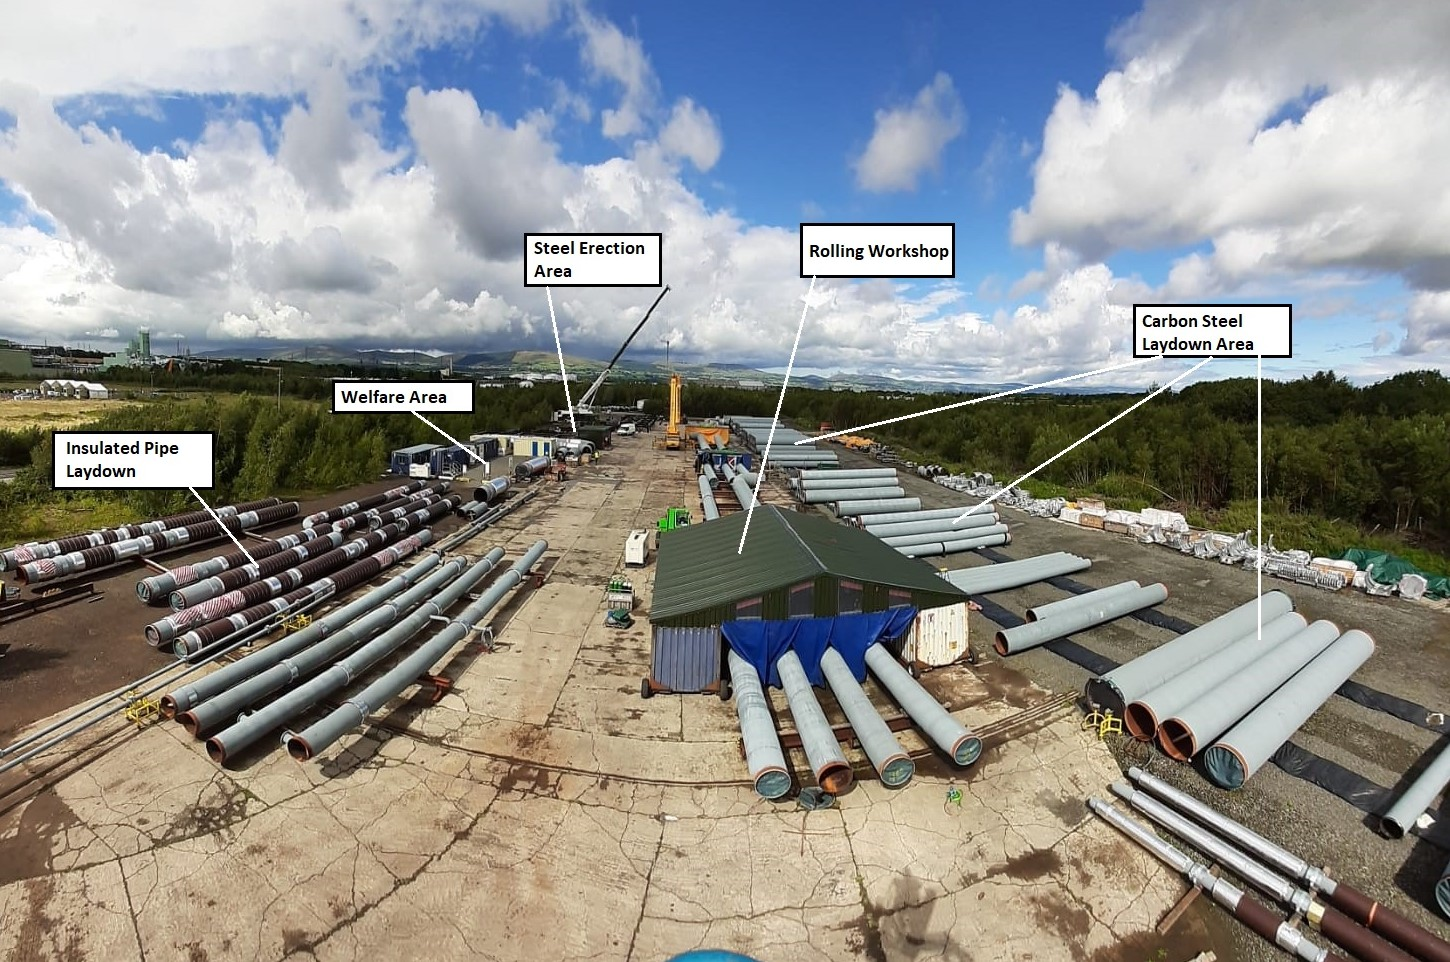 Steel Erection
Area
Rolling Workshop
Carbon Steel
Laydown Area
Welfare Area
Insulated Pipe
Laydown